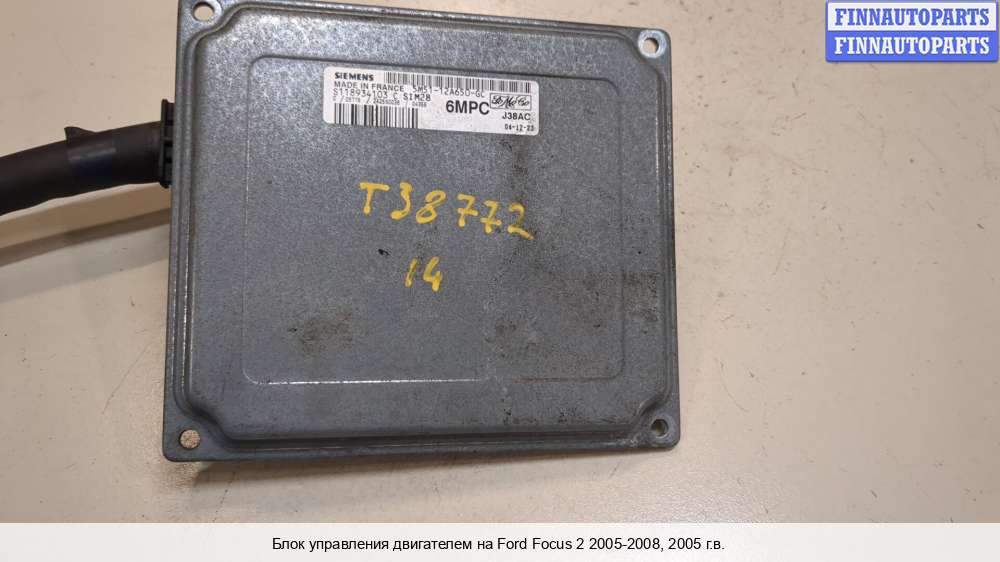 FINNAUTOPARTS
FINNAUTOPARTS
SIEMENS
MADE IN FRANCE 5M51-12A650-GC
S118934103 C SIM28
6MPC
J38AC
04-12-23
T38772
14
Блок управления двигателем на Ford Focus 2 2005-2008, 2005 г.в.